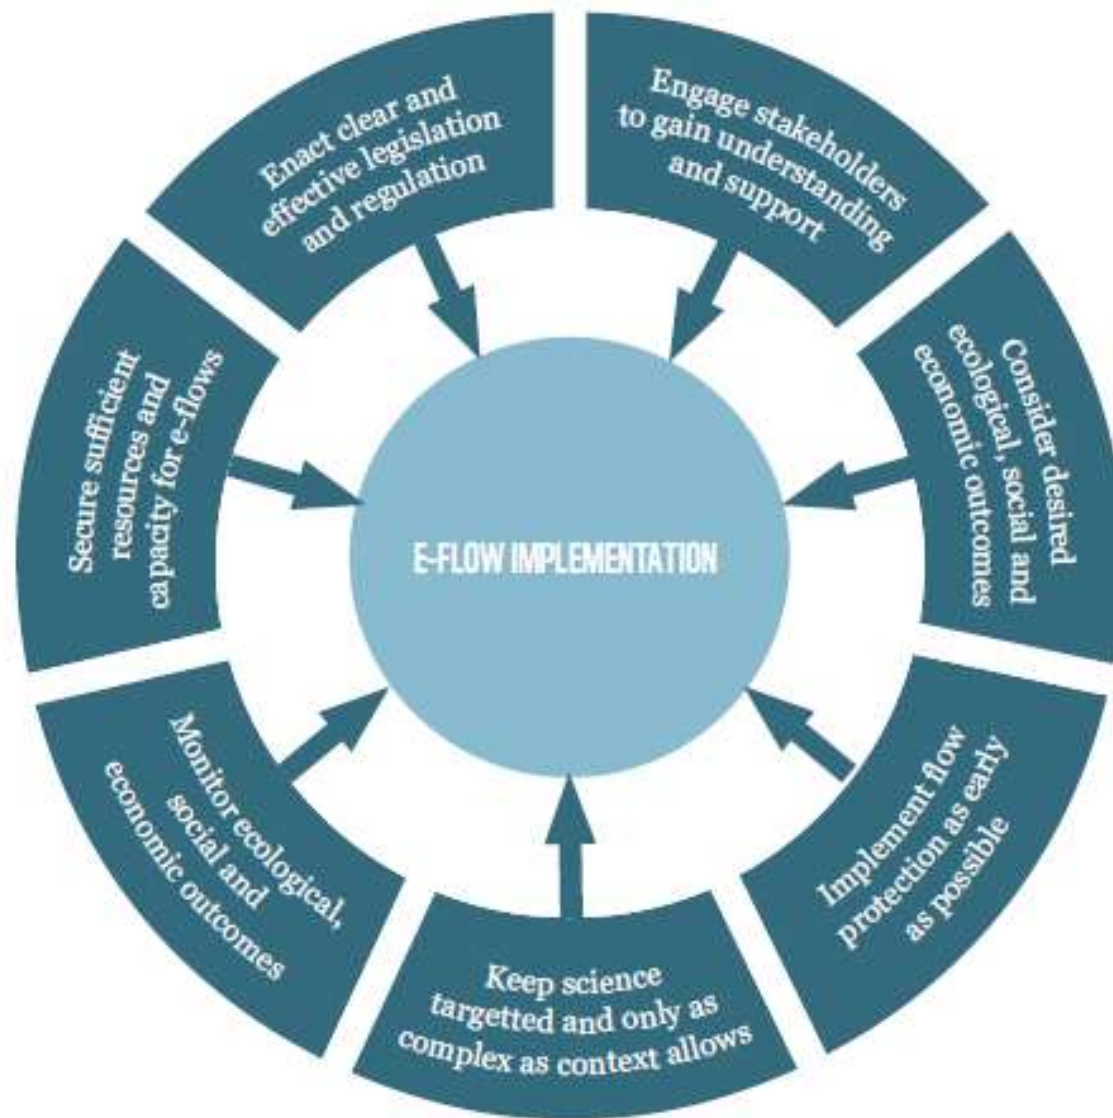 Enact clear and
effective legislation
and regulation
Engage stakeholders
to gain understanding
and support
Consider desired
ecological, social and
economic outcomes
Implement flow
protection as early
as possible
Keep science
targetted and only as
complex as context allows
Monitor ecological,
social and
economic outcomes
Secure sufficient
resources and
capacity for e-flows
E-FLOW IMPLEMENTATION